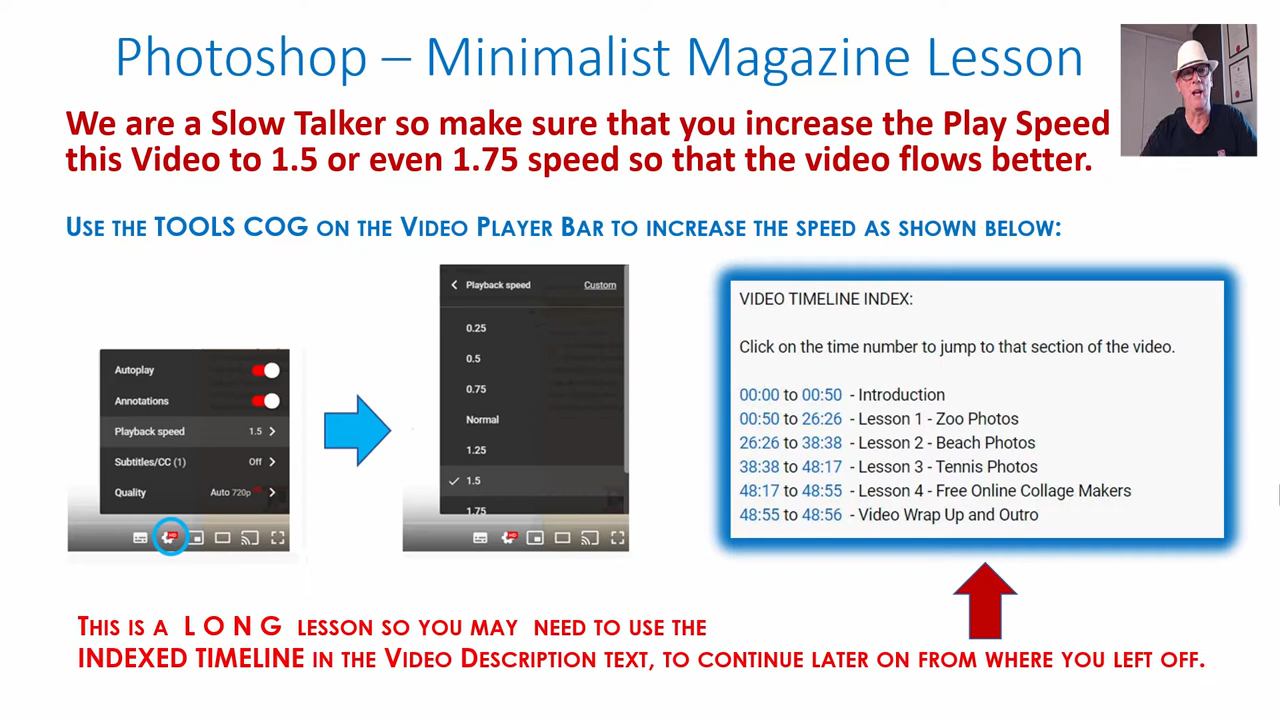 Photoshop – Minimalist Magazine Lesson
We are a Slow Talker so make sure that you increase the Play Speed
this Video to 1.5 or even 1.75 speed so that the video flows better.
USE THE TOOLS COG ON THE VIDEO PLAYER BAR TO INCREASE THE SPEED AS SHOWN BELOW:
Autoplay
Annotations
Playback speed 1.5
Subtitles/CC (1) Off
Quality Auto 720p HD
HD
Playback speed Custom
0.25
0.5
0.75
Normal
1.25
1.5
1.75
HD
VIDEO TIMELINE INDEX:
Click on the time number to jump to that section of the video.
00:00 to 00:50 - Introduction
00:50 to 26:26 - Lesson 1 - Zoo Photos
26:26 to 38:38 - Lesson 2 - Beach Photos
38:38 to 48:17 - Lesson 3 - Tennis Photos
48:17 to 48:55 - Lesson 4 - Free Online Collage Makers
48:55 to 48:56 - Video Wrap Up and Outro
THIS IS A L O N G LESSON SO YOU MAY NEED TO USE THE
INDEXED TIMELINE IN THE VIDEO DESCRIPTION TEXT, TO CONTINUE LATER ON FROM WHERE YOU LEFT OFF.